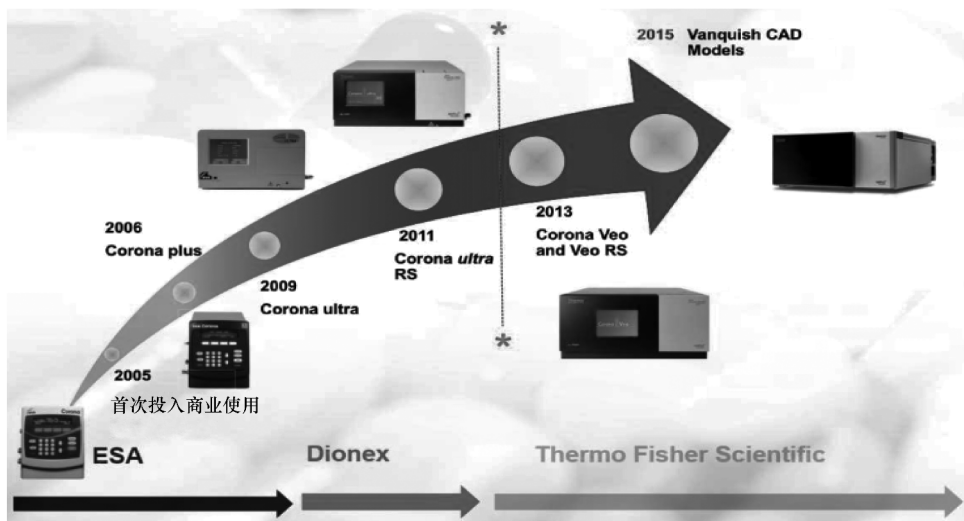 2015 Vanquish CAD
Models
*
2006
Corona plus
2009
Corona ultra
2011
Corona ultra
RS
2013
Corona Veo
and Veo RS
*
2005
首次投入商业使用
ESA
Dionex
Thermo Fisher Scientific